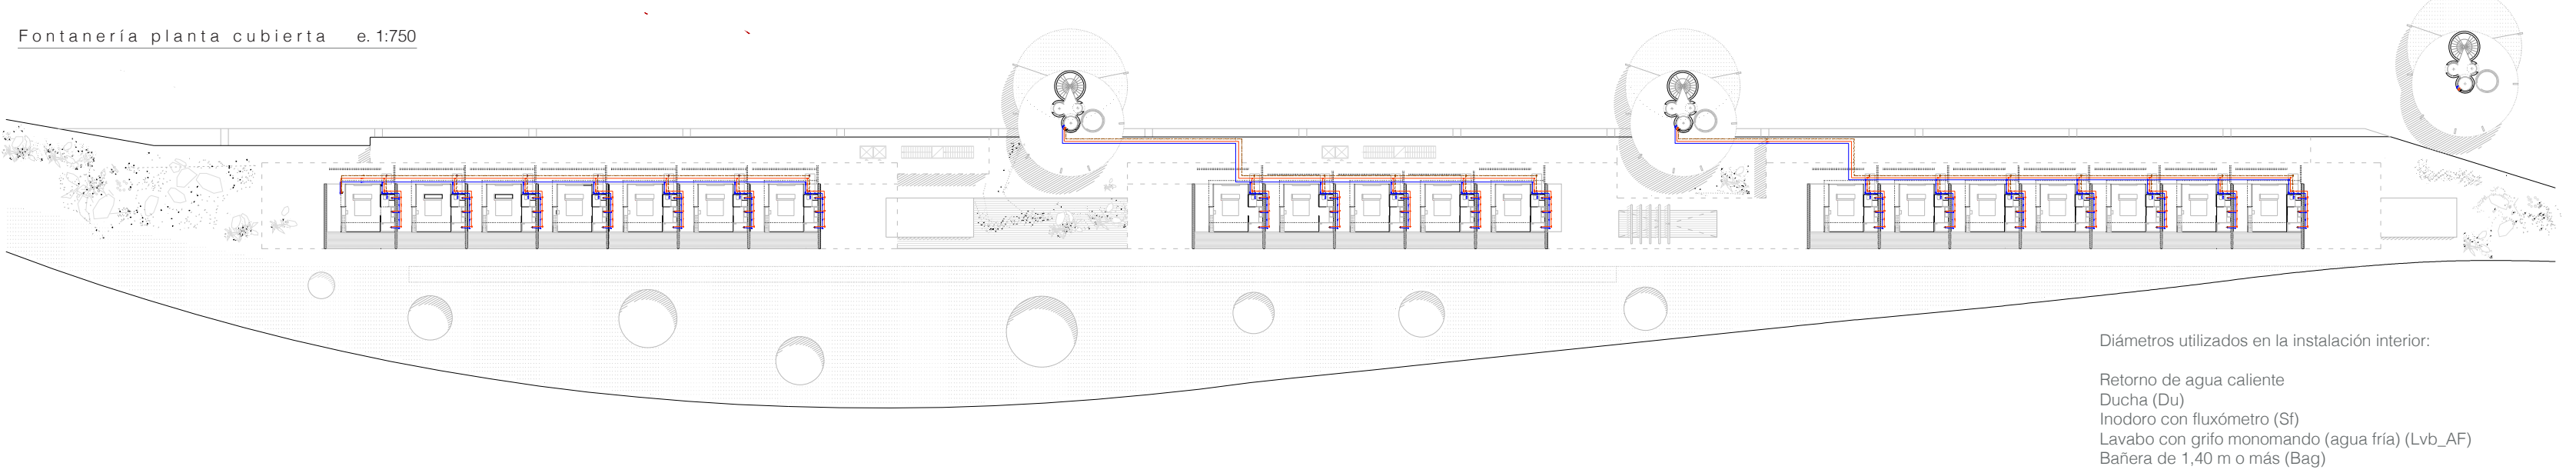 Fontanería planta cubierta e. 1:750
Diámetros utilizados en la instalación interior:
Retorno de agua caliente
Ducha (Du)
Inodoro con fluxómetro (Sf)
Lavabo con grifo monomando (agua fría) (Lvb_AF)
Bañera de 1,40 m o más (Bag)